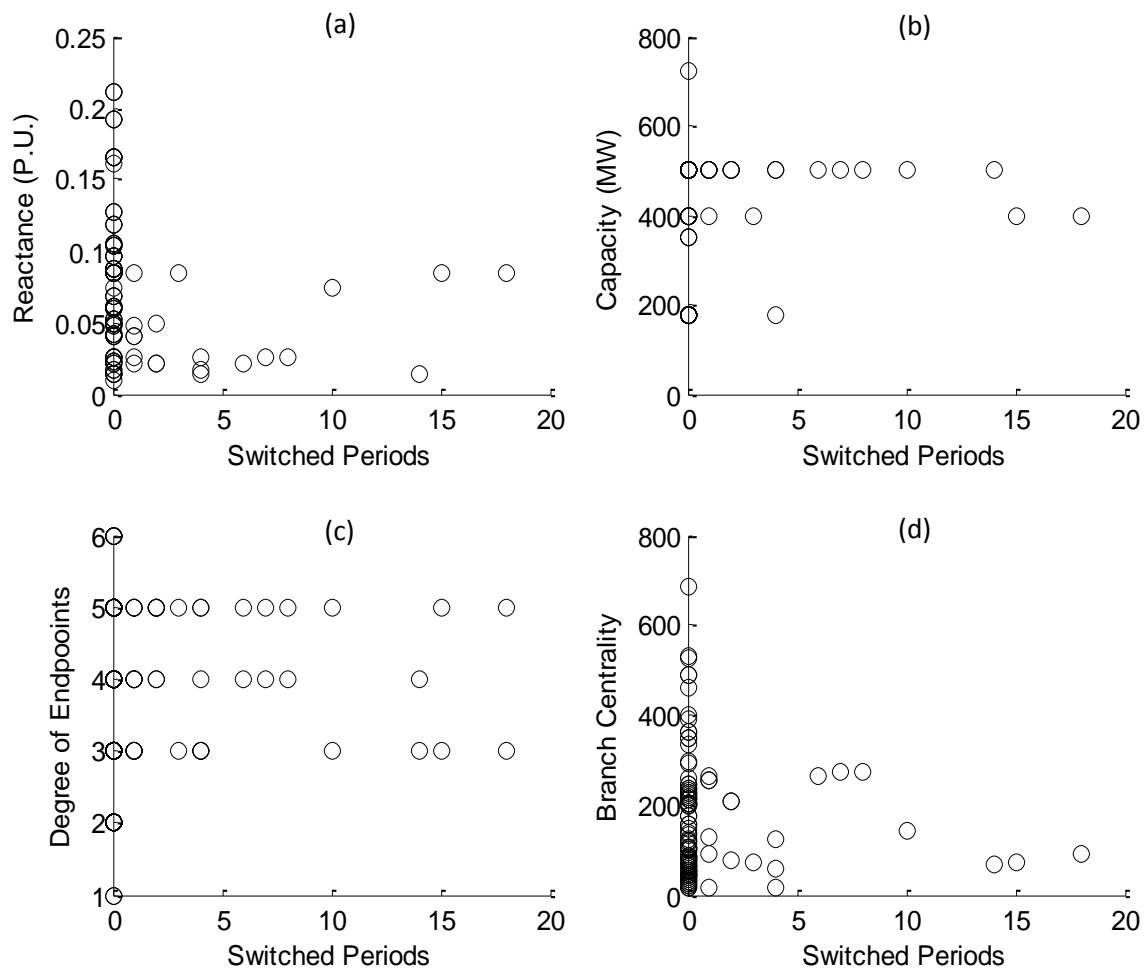 (a)
0.25
0.2
0.15
0.1
0.05
0
Reactance (P.U.)
0 5 10 15 20
Switched Periods
(b)
800
600
400
200
0
Capacity (MW)
0 5 10 15 20
Switched Periods
(c)
6
5
4
3
2
1
Degree of Endpooints
0 5 10 15 20
Switched Periods
(d)
800
600
400
200
0
Branch Centrality
0 5 10 15 20
Switched Periods